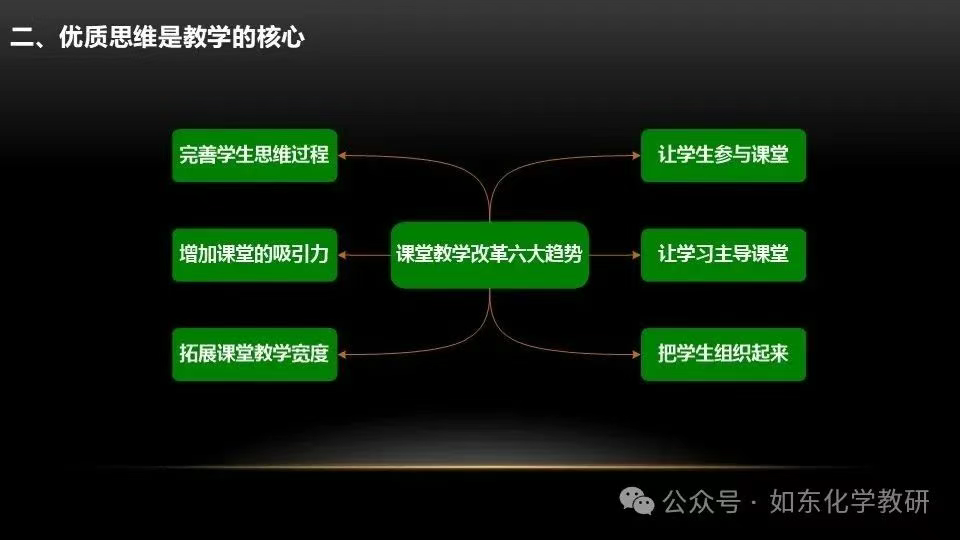 二、优质思维是教学的核心
完善学生思维过程
让学生参与课堂
增加课堂的吸引力
课堂教学改革六大趋势
让学习主导课堂
拓展课堂教学宽度
把学生组织起来
公众号·如东化学教研